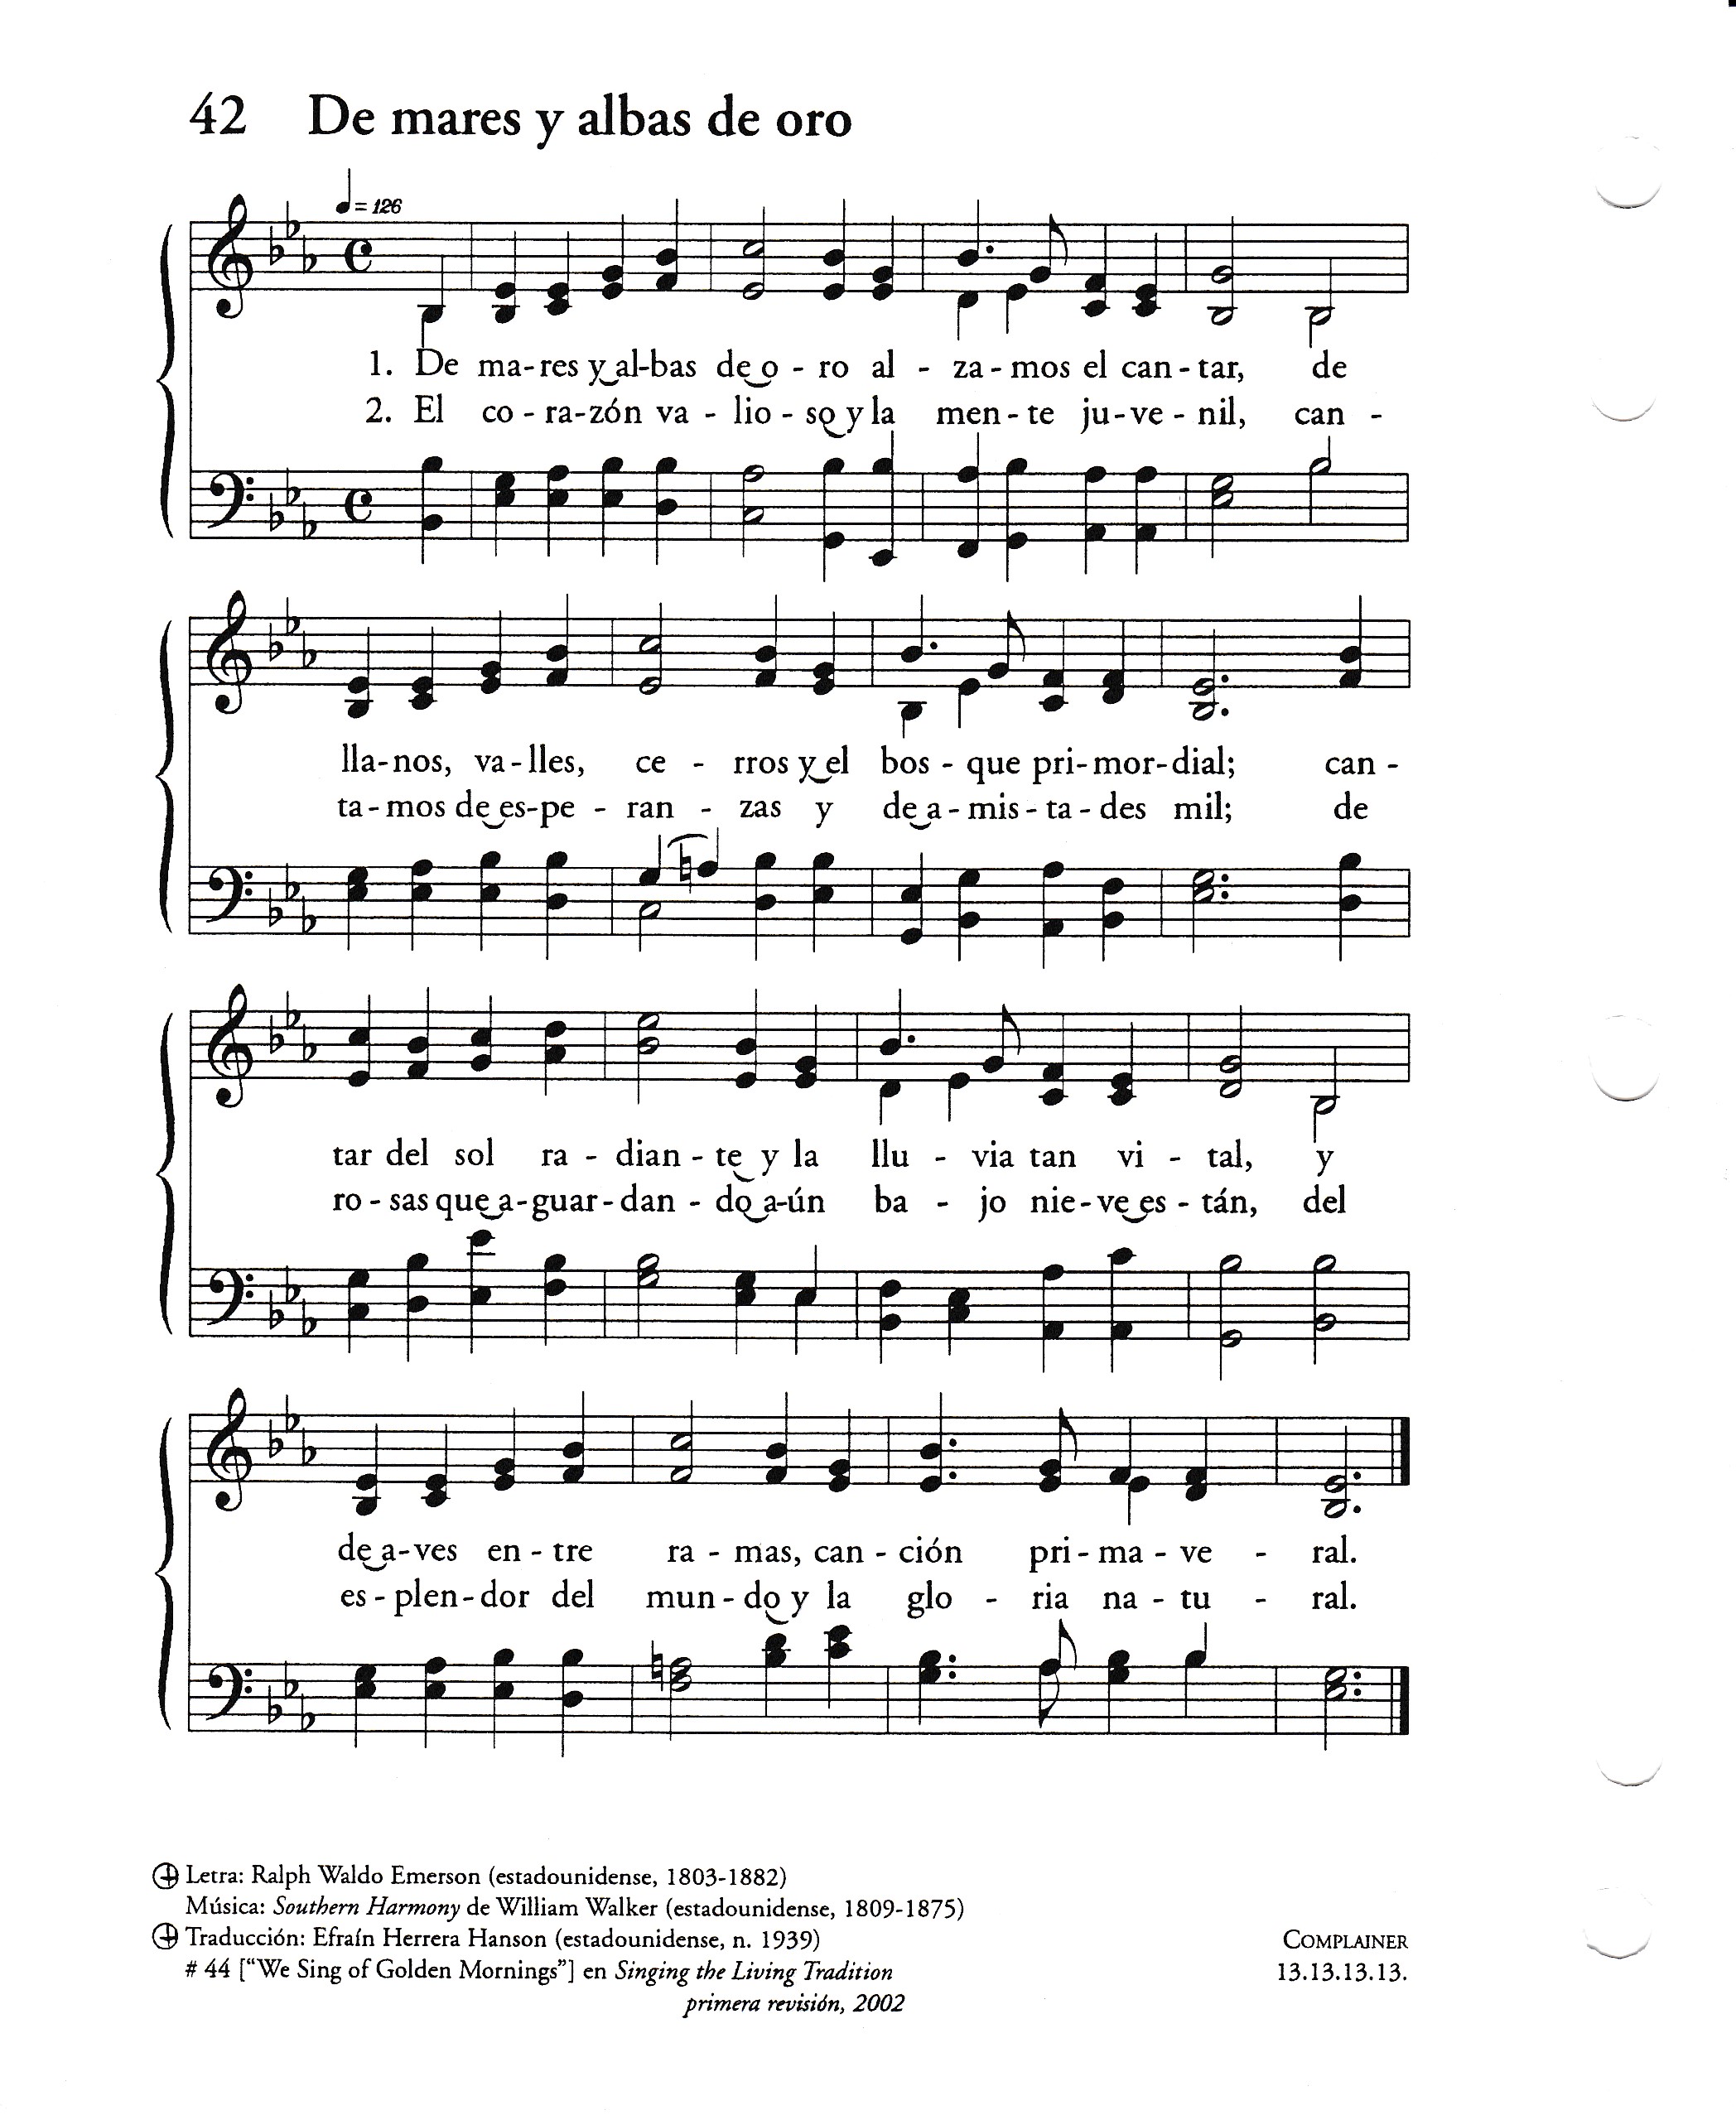 42 De mares y albas de oro
= 126
1. De ma-res y al-bas de o - ro al - za - mos el can - tar, de
2. El co - ra-zón va - lio - so y la men - te ju - ve - nil, can -
lla-nos, va-lles, ce - rros y el bos - que pri-mor-dial; can -
ta-mos de es-pe - ran - zas y de a-mis-ta-des mil; de
tar del sol ra - dian - te y la llu - via tan vi - tal, y
ro - sas que a-guar-dan - do a-ún ba - jo nie-ve es - tán, del
de a-ves en - tre ra - mas, can - ción pri - ma - ve - ral.
es - plen-dor del mun - do y la glo - ria na - tu - ral.
Letra: Ralph Waldo Emerson (estadounidense, 1803-1882)
Música: Southern Harmony de William Walker (estadounidense, 1809-1875)
Traducción: Efraín Herrera Hanson (estadounidense, n. 1939)
# 44 [“We Sing of Golden Mornings”] en Singing the Living Tradition
primera revisión, 2002
COMPLAINER
13.13.13.13.